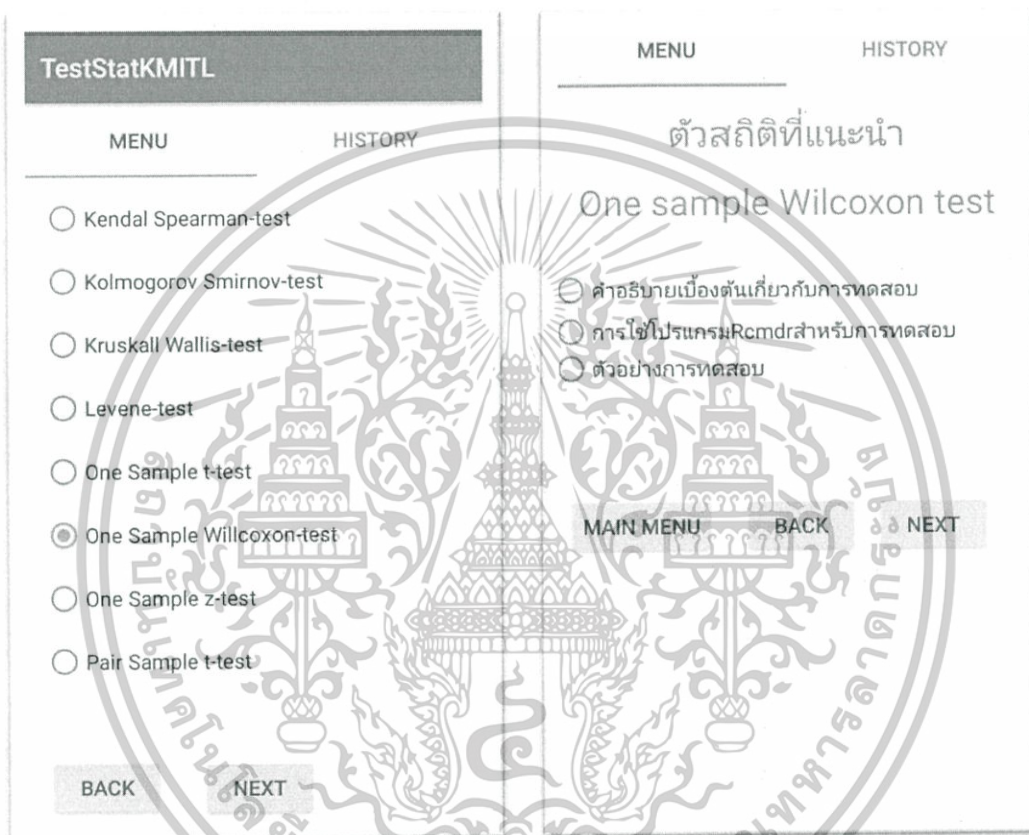 TestStatKMITL
MENU HISTORY
Kendal Spearman-test
Kolmogorov Smirnov-test
Kruskall Wallis-test
Levene-test
One Sample t-test
One Sample Willcoxon-test
One Sample z-test
Pair Sample t-test
BACK NEXT
MENU HISTORY
ตัวสถิติที่แนะนำ
One sample Wilcoxon test
คำอธิบายเบื้องต้นเกี่ยวกับการทดสอบ
การใช้โปรแกรมRcmdrสำหรับการทดสอบ
ตัวอย่างการทดสอบ
MAIN MENU BACK NEXT